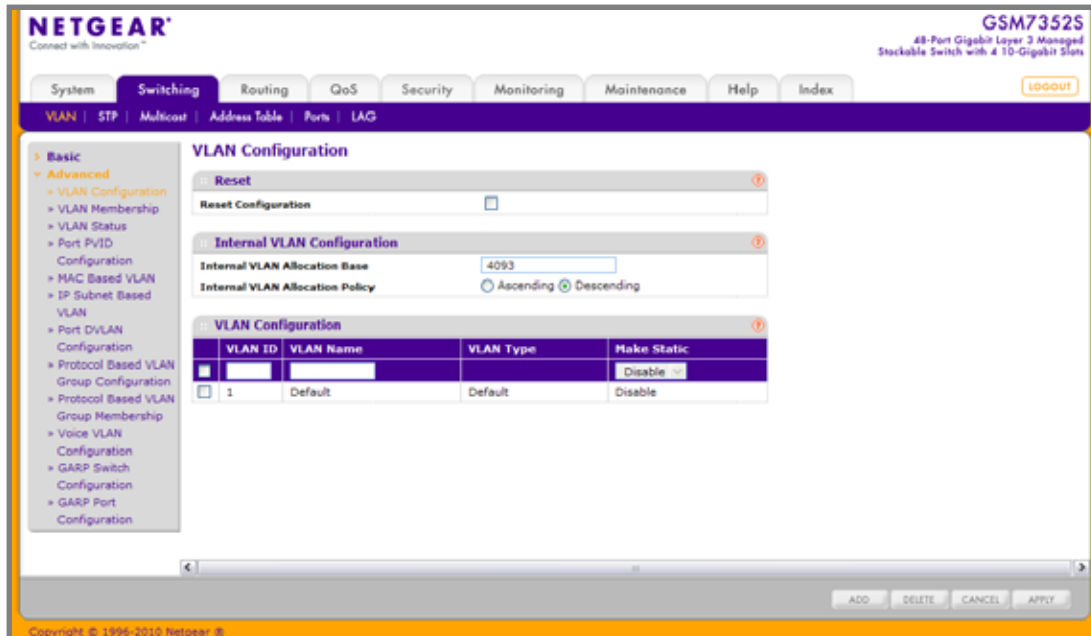 NETGEAR®
Connect with Innovation™
GSM7352S
48-Port Gigabit Layer 3 Managed
Stackable Switch with 4 10-Gigabit Slots
System Switching Routing QoS Security Monitoring Maintenance Help Index LOGOUT
VLAN | STP | Multicast | Address Table | Ports | LAG
Basic
Advanced
» VLAN Configuration
» VLAN Membership
» VLAN Status
» Port PVID
Configuration
» MAC Based VLAN
» IP Subnet Based
VLAN
» Port DVLAN
Configuration
» Protocol Based VLAN
Group Configuration
» Protocol Based VLAN
Group Membership
» Voice VLAN
Configuration
» GARP Switch
Configuration
» GARP Port
Configuration
VLAN Configuration
Reset
Reset Configuration
Internal VLAN Configuration
Internal VLAN Allocation Base 4093
Internal VLAN Allocation Policy Ascending Descending
VLAN Configuration
VLAN ID VLAN Name VLAN Type Make Static
Disable
1 Default Default Disable
ADD DELETE CANCEL APPLY
Copyright © 1996-2010 Netgear ®